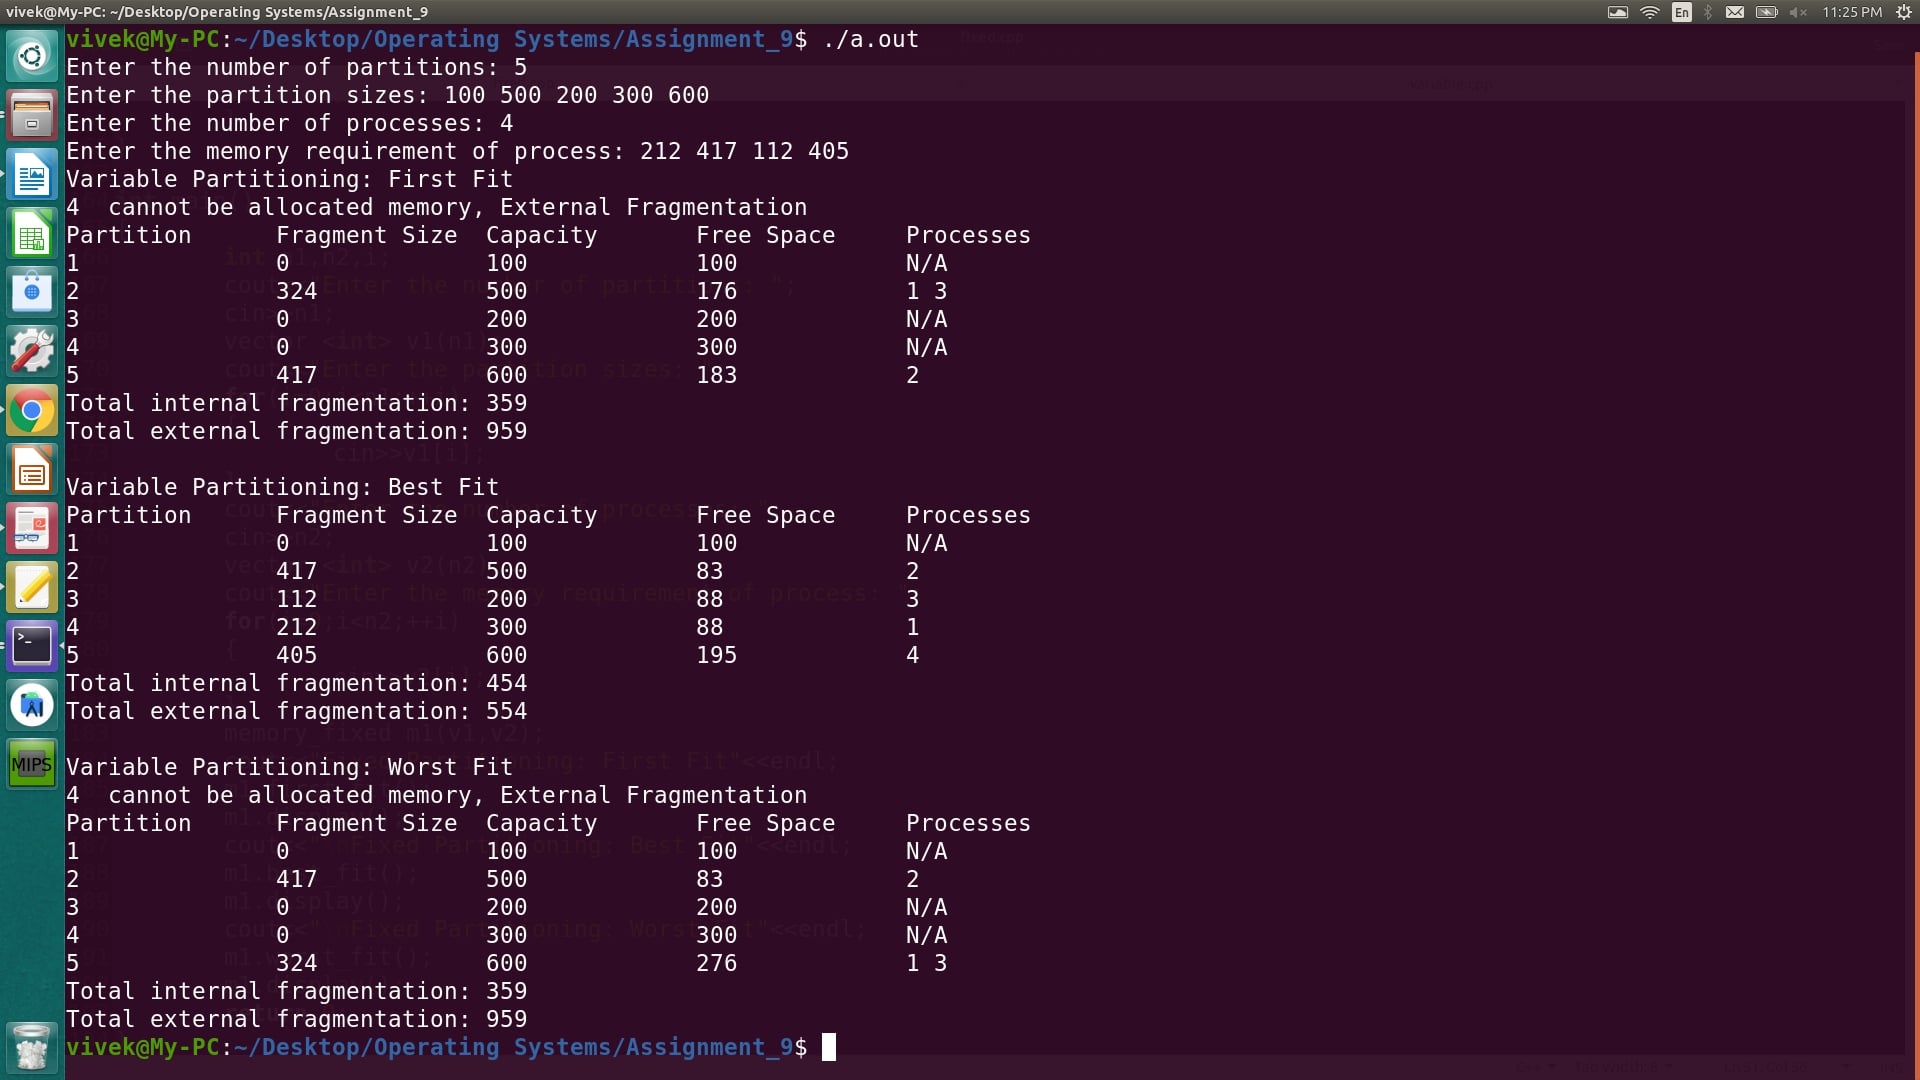 vivek@My-PC: ~/Desktop/Operating Systems/Assignment_9
En
11:25 PM
vivek@My-PC:~/Desktop/Operating Systems/Assignment_9$ ./a.out
Enter the number of partitions: 5
Enter the partition sizes: 100 500 200 300 600
Enter the number of processes: 4
Enter the memory requirement of process: 212 417 112 405
Variable Partitioning: First Fit
4  cannot be allocated memory, External Fragmentation
Partition Fragment Size Capacity Free Space Processes
1 0 100 100 N/A
2 324 500 176 1 3
3 0 200 200 N/A
4 0 300 300 N/A
5 417 600 183 2
Total internal fragmentation: 359
Total external fragmentation: 959
Variable Partitioning: Best Fit
Partition Fragment Size Capacity Free Space Processes
1 0 100 100 N/A
2 417 500 83 2
3 112 200 88 3
4 212 300 88 1
5 405 600 195 4
Total internal fragmentation: 454
Total external fragmentation: 554
Variable Partitioning: Worst Fit
4  cannot be allocated memory, External Fragmentation
Partition Fragment Size Capacity Free Space Processes
1 0 100 100 N/A
2 417 500 83 2
3 0 200 200 N/A
4 0 300 300 N/A
5 324 600 276 1 3
Total internal fragmentation: 359
Total external fragmentation: 959
vivek@My-PC:~/Desktop/Operating Systems/Assignment_9$
MIPS